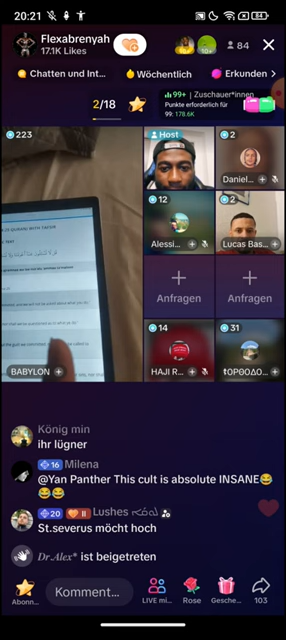 20:21
84
Flexabrenyah
17.1K Likes
10+
84
Chatten und Int...
Wöchentlich
Erkunden
2/18
99+ | Zuschauer*innen
Punkte erforderlich für
99: 178.6K
223
Host
2
Daniel...
12
Alessi...
2
Lucas Bas...
Anfragen
Anfragen
14
HAJI R...
31
BABYLON
König min
ihr lügner
16 Milena
@Yan Panther This cult is absolute INSANE😂
😂😂
20 II Lushes
St.severus möcht hoch
Dr.Alex* ist beigetreten
Abonn...
Komment...
LIVE mi...
Rose
Gesche...
103